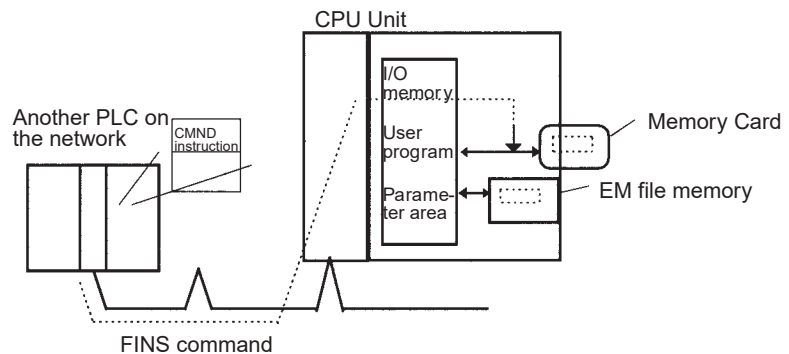 CPU Unit
I/O
memory
Another PLC on
the network
CMND
instruction
User
program
Memory Card
Parame-
ter area
EM file memory
FINS command